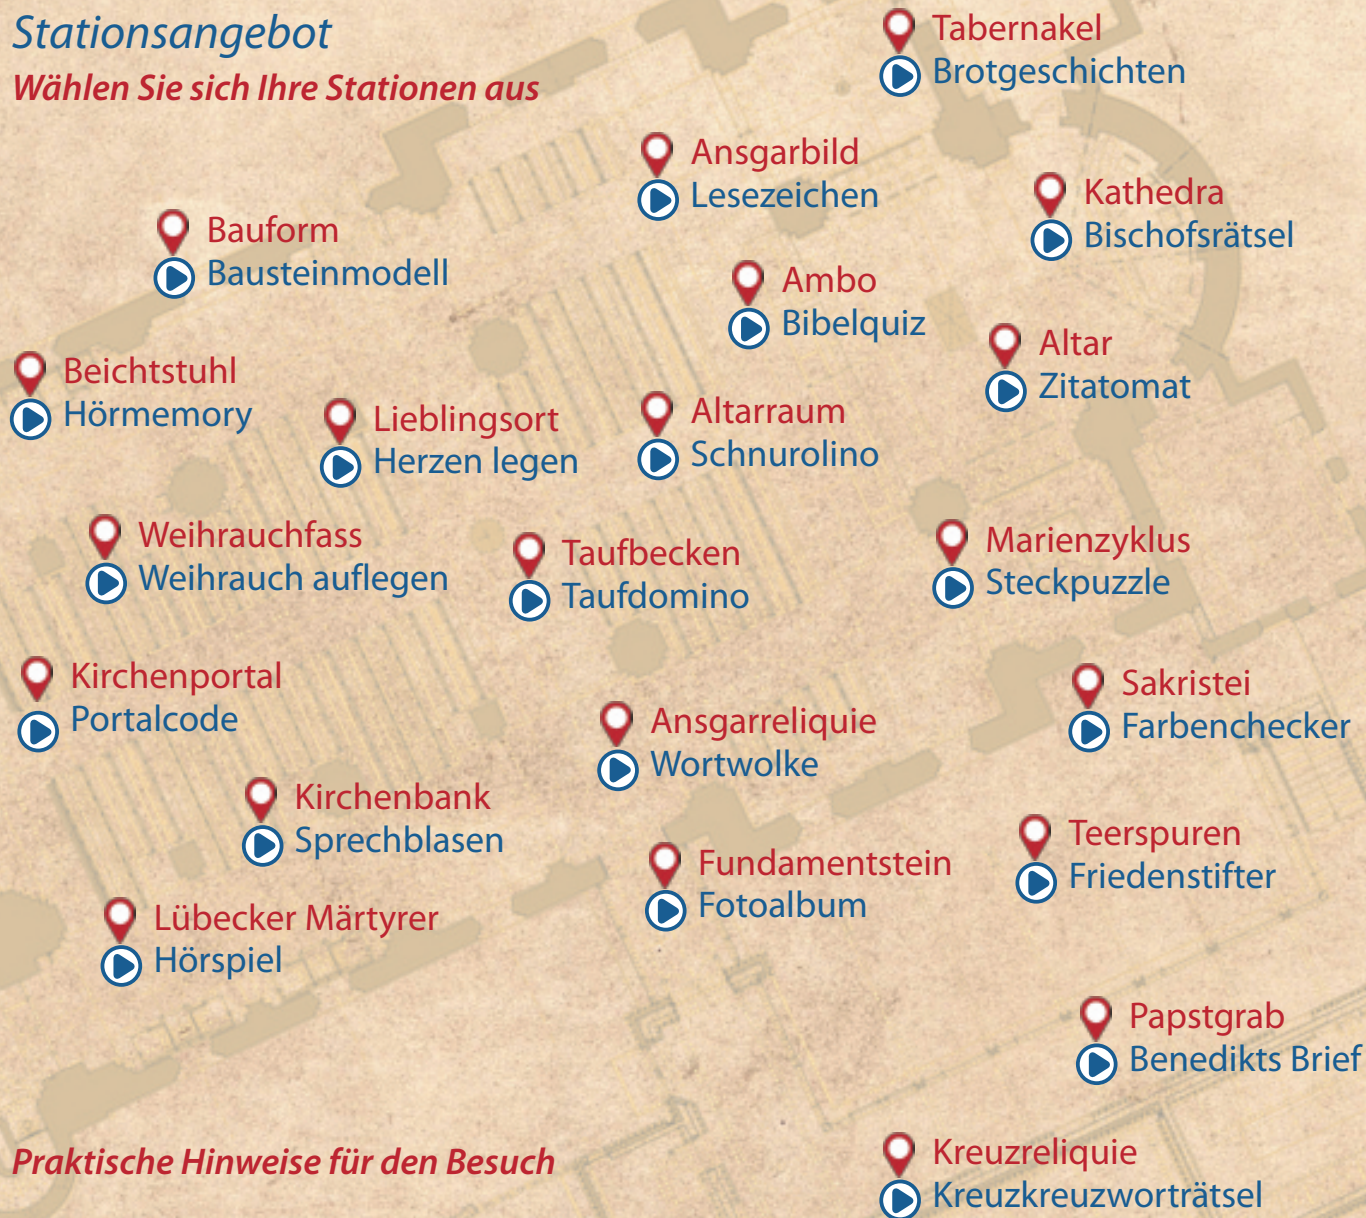 Stationsangebot
Wählen Sie sich Ihre Stationen aus
Tabernakel
Brotgeschichten
Ansgarbild
Lesezeichen
Kathedra
Bischofsrätsel
Bauform
Bausteinmodell
Ambo
Bibelquiz
Altar
Zitatomat
Beichtstuhl
Hörmemory
Lieblingsort
Herzen legen
Altarraum
Schnurolino
Weihrauchfass
Weihrauch auflegen
Taufbecken
Taufdomino
Marienzyklus
Steckpuzzle
Kirchenportal
Portalcode
Ansgarreliquie
Wortwolke
Sakristei
Farbenchecker
Kirchenbank
Sprechblasen
Fundamentstein
Fotoalbum
Teerspuren
Friedenstifter
Lübecker Märtyrer
Hörspiel
Papstgrab
Benedikts Brief
Praktische Hinweise für den Besuch
Kreuzreliquie
Kreuzkreuzworträtsel